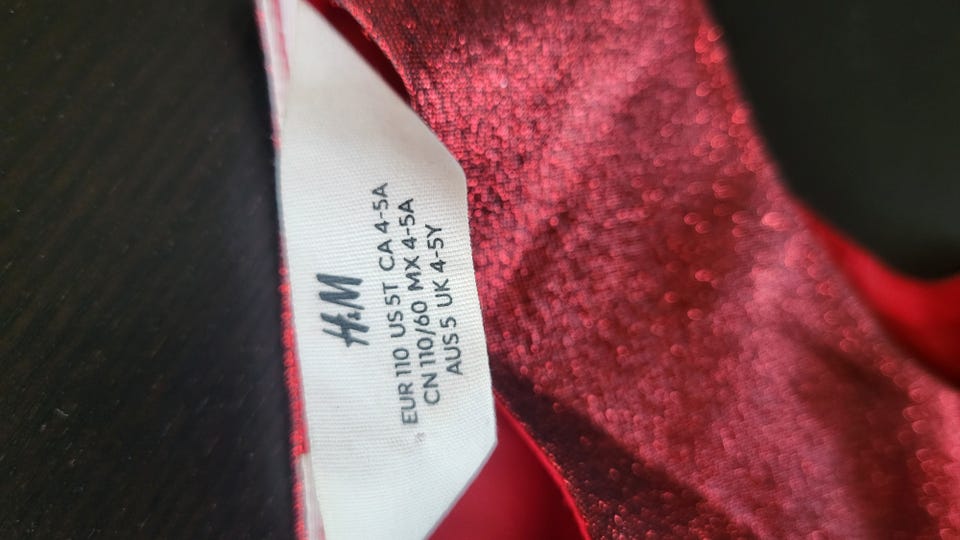 H&M
EUR 110 US 5T CA 4-5A
CN 110/60 MX 4-5A
AUS 5 UK 4-5Y